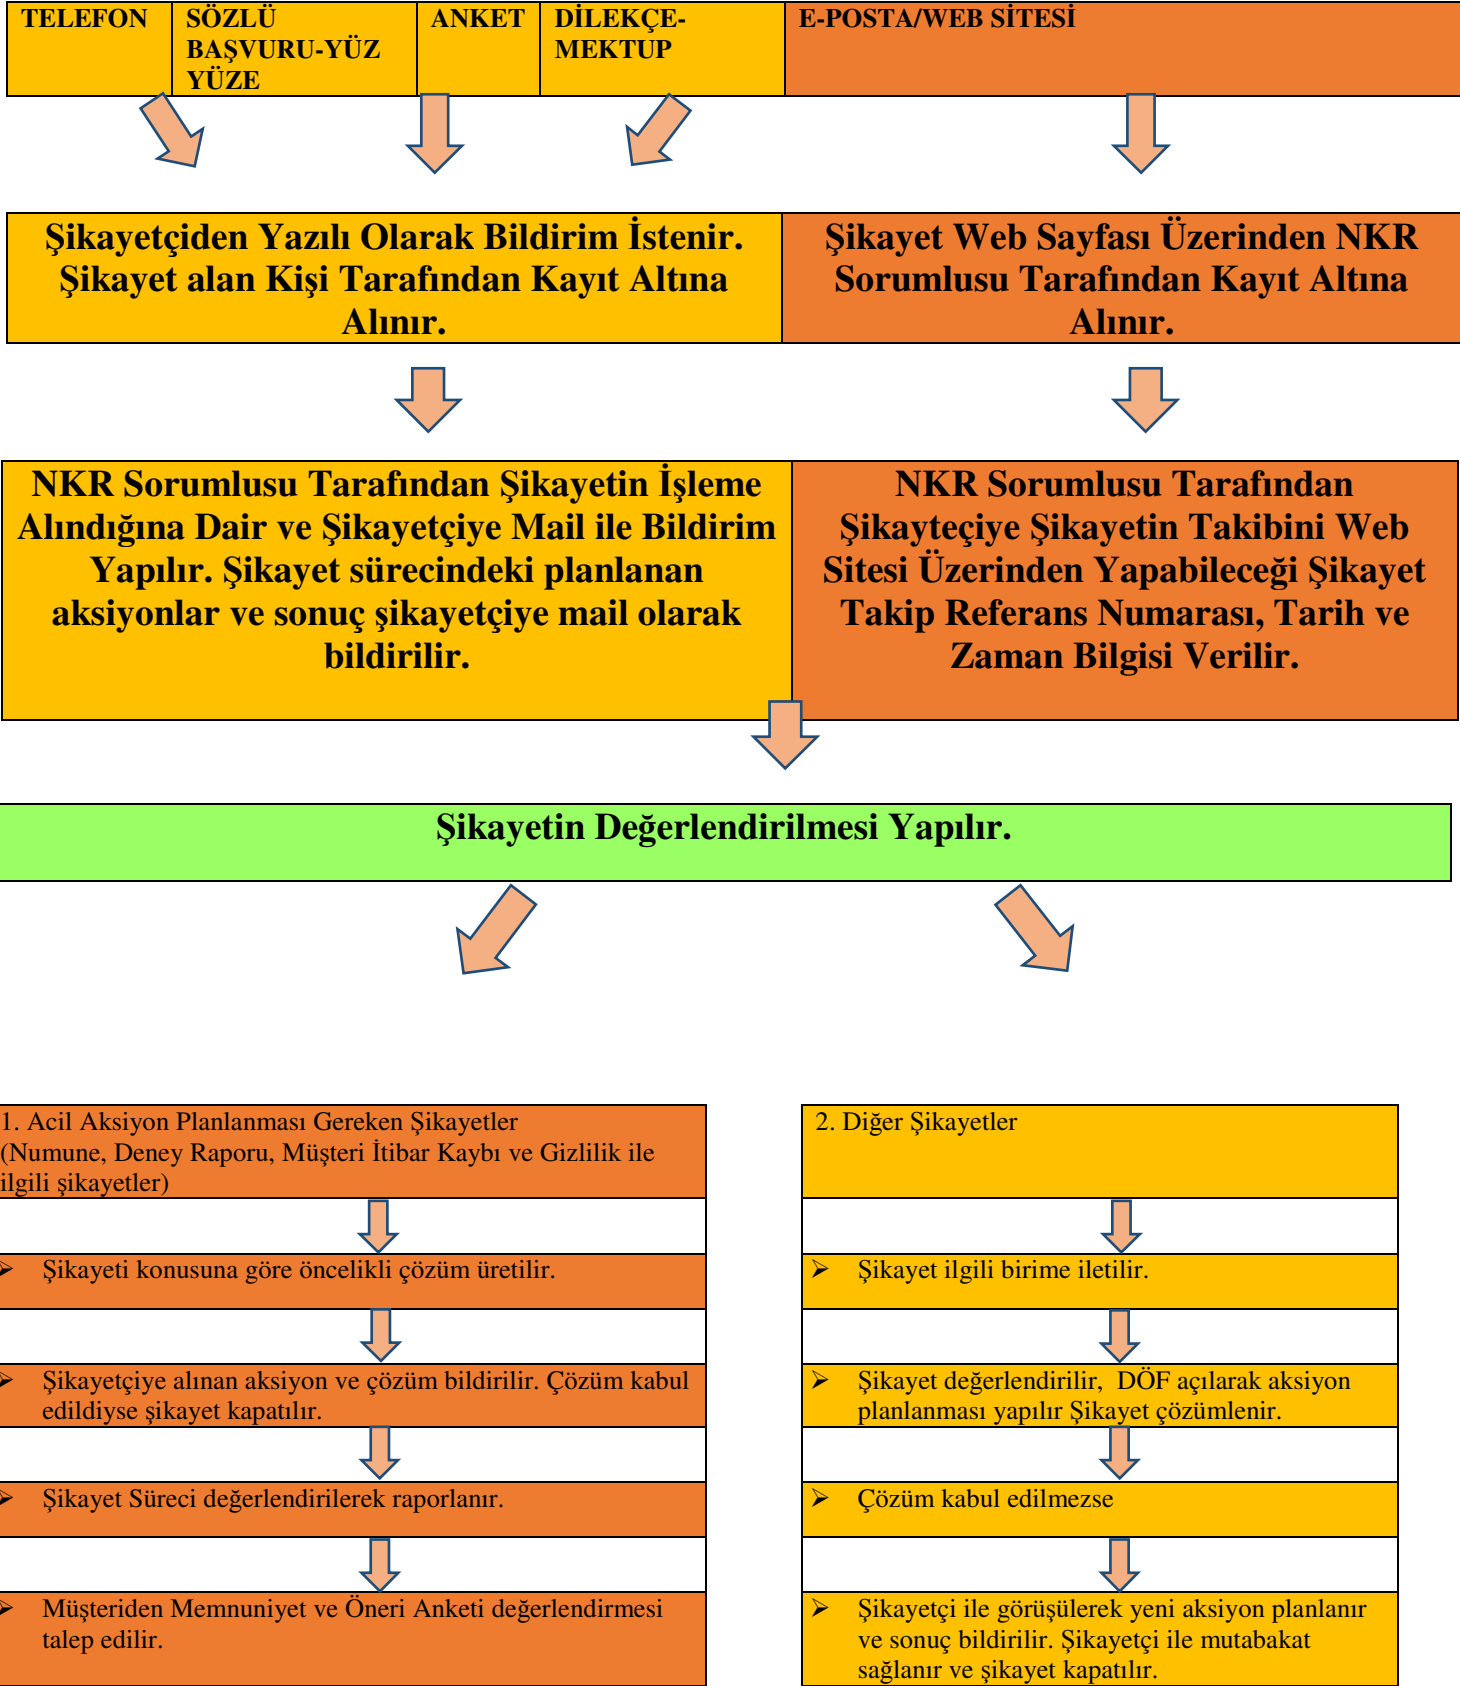 TELEFON
SÖZLÜ
BAŞVURU-YÜZ
YÜZE
ANKET
DİLEKÇE-
MEKTUP
E-POSTA/WEB SİTESİ
Şikayetçiden Yazılı Olarak Bildirim İstenir.
Şikayet alan Kişi Tarafından Kayıt Altına
Alınır.
Şikayet Web Sayfası Üzerinden NKR
Sorumlusu Tarafından Kayıt Altına
Alınır.
NKR Sorumlusu Tarafından Şikayetin İşleme
Alındığına Dair ve Şikayetçiye Mail ile Bildirim
Yapılır. Şikayet sürecindeki planlanan
aksiyonlar ve sonuç şikayetçiye mail olarak
bildirilir.
NKR Sorumlusu Tarafından
Şikayteçiye Şikayetin Takibini Web
Sitesi Üzerinden Yapabileceği Şikayet
Takip Referans Numarası, Tarih ve
Zaman Bilgisi Verilir.
Şikayetin Değerlendirilmesi Yapılır.
1. Acil Aksiyon Planlanması Gereken Şikayetler
(Numune, Deney Raporu, Müşteri İtibar Kaybı ve Gizlilik ile
ilgili şikayetler)
➢ Şikayeti konusuna göre öncelikli çözüm üretilir.
➢ Şikayetçiye alınan aksiyon ve çözüm bildirilir. Çözüm kabul
edildiyse şikayet kapatılır.
➢ Şikayet Süreci değerlendirilerek raporlanır.
➢ Müşteriden Memnuniyet ve Öneri Anketi değerlendirmesi
talep edilir.
2. Diğer Şikayetler
➢ Şikayet ilgili birime iletilir.
➢ Şikayet değerlendirilir, DÖF açılarak aksiyon
planlanması yapılır Şikayet çözümlenir.
➢ Çözüm kabul edilmezse
➢ Şikayetçi ile görüşülerek yeni aksiyon planlanır
ve sonuç bildirilir. Şikayetçi ile mutabakat
sağlanır ve şikayet kapatılır.